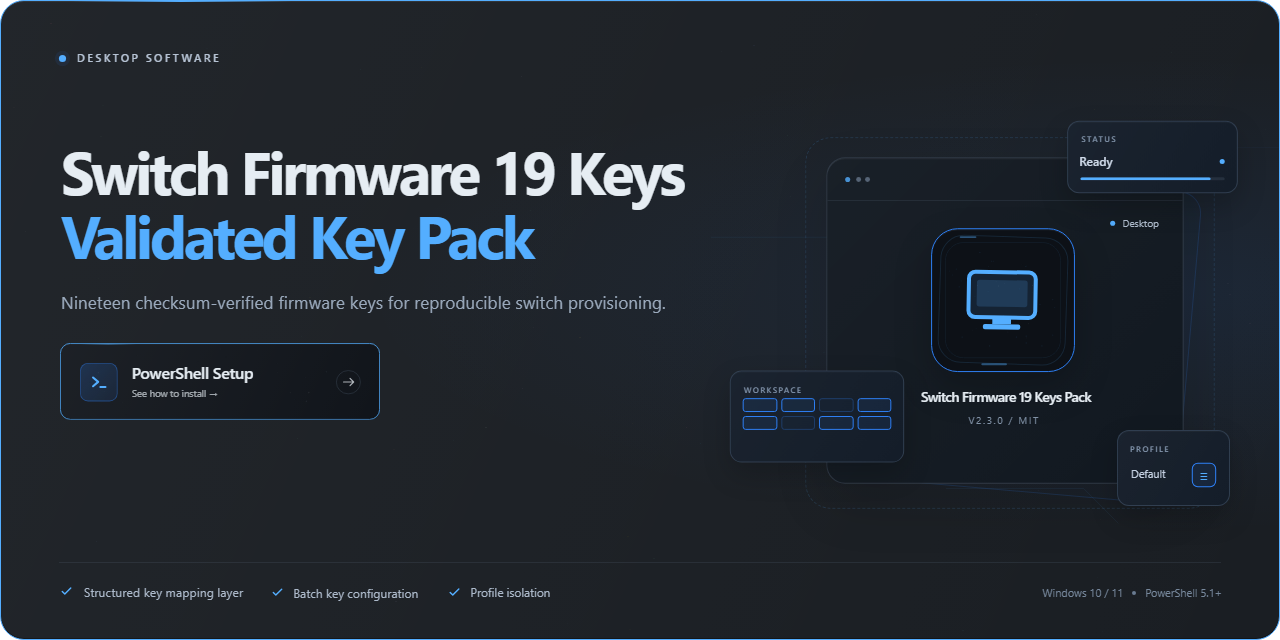 DESKTOP SOFTWARE
Switch Firmware 19 Keys
Validated Key Pack
Nineteen checksum-verified firmware keys for reproducible switch provisioning.
PowerShell Setup
See how to install →
STATUS
Ready
Desktop
WORKSPACE
Switch Firmware 19 Keys Pack
V2.3.0 / MIT
PROFILE
Default
Structured key mapping layer
Batch key configuration
Profile isolation
Windows 10 / 11 • PowerShell 5.1+